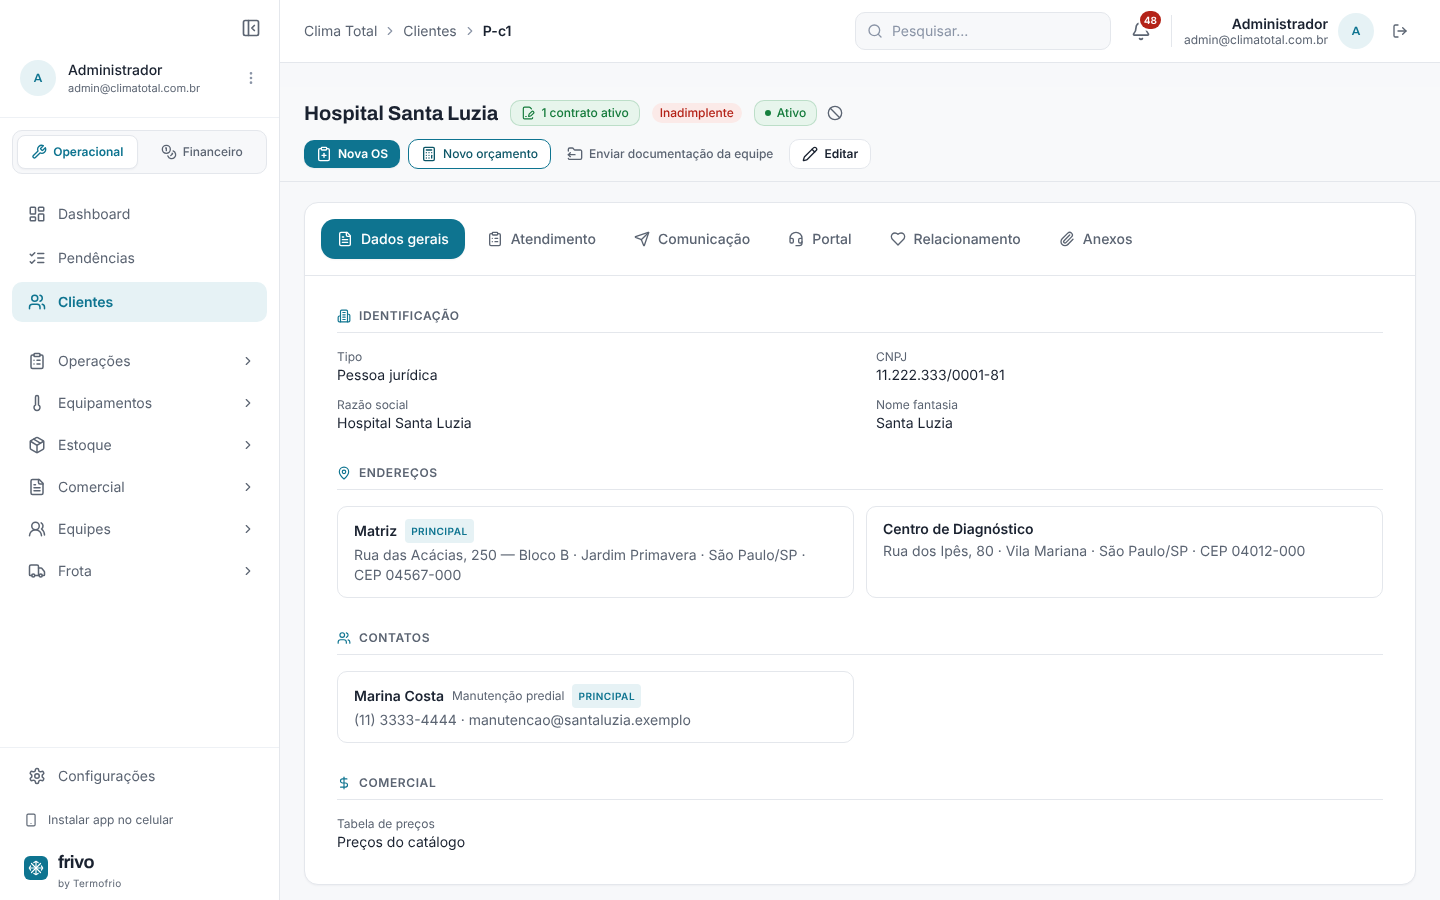 Administrador
admin@climatotal.com.br
Operacional
Financeiro
Dashboard
Pendências
Clientes
Operações
Equipamentos
Estoque
Comercial
Equipes
Frota
Configurações
Instalar app no celular
frivo
by Termofrio
Clima Total > Clientes > P-c1
Pesquisar...
48
Administrador
admin@climatotal.com.br
A
A
Hospital Santa Luzia
1 contrato ativo
Inadimplente
Ativo
Nova OS
Novo orçamento
Enviar documentação da equipe
Editar
Dados gerais
Atendimento
Comunicação
Portal
Relacionamento
Anexos
IDENTIFICAÇÃO
Tipo
Pessoa jurídica
CNPJ
11.222.333/0001-81
Razão social
Hospital Santa Luzia
Nome fantasia
Santa Luzia
ENDEREÇOS
Matriz PRINCIPAL
Rua das Acácias, 250 — Bloco B · Jardim Primavera · São Paulo/SP ·
CEP 04567-000
Centro de Diagnóstico
Rua dos Ipês, 80 · Vila Mariana · São Paulo/SP · CEP 04012-000
CONTATOS
Marina Costa Manutenção predial PRINCIPAL
(11) 3333-4444 · manutencao@santaluzia.exemplo
COMERCIAL
Tabela de preços
Preços do catálogo